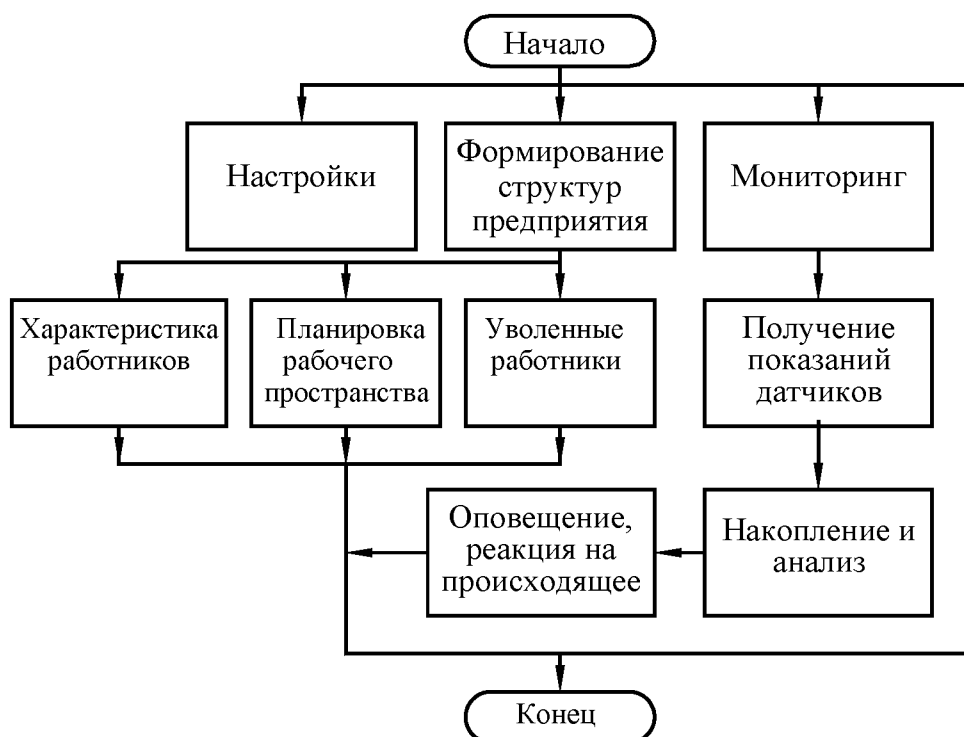 Начало
Настройки
Формирование
структур
предприятия
Мониторинг
Характеристика
работников
Планировка
рабочего
пространства
Уволенные
работники
Получение
показаний
датчиков
Оповещение,
реакция на
происходящее
Накопление и
анализ
Конец